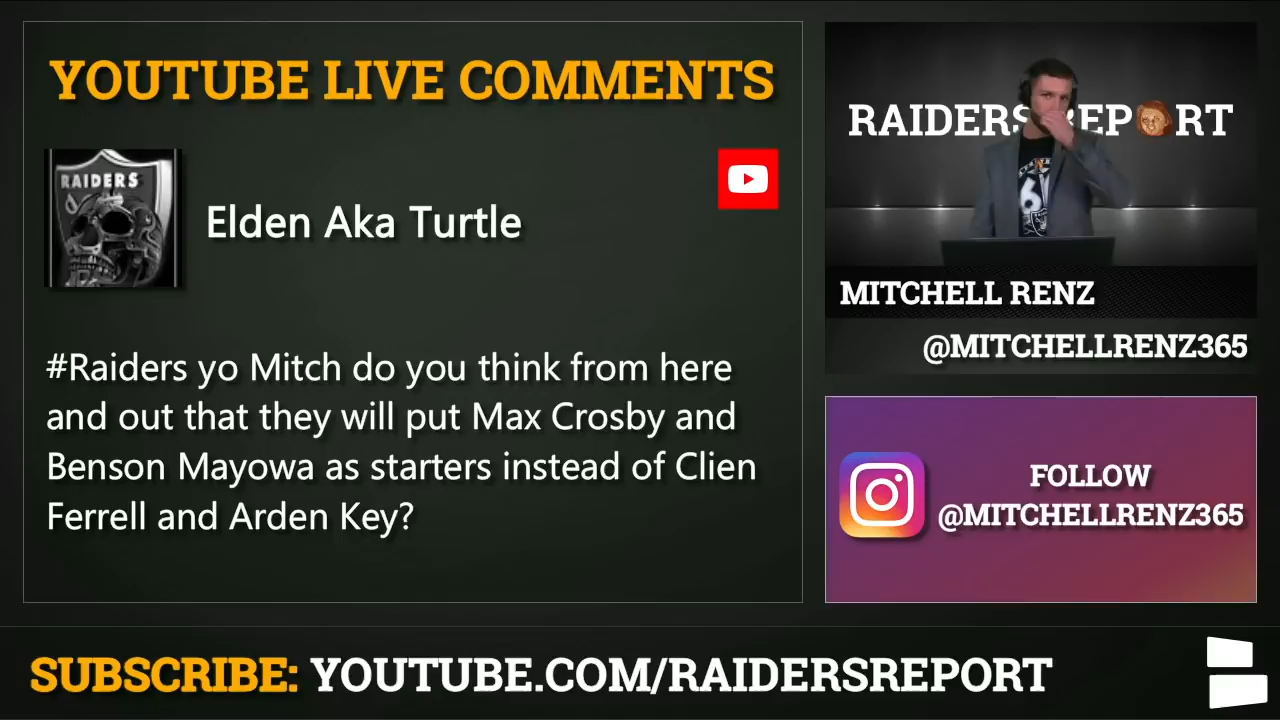 YOUTUBE LIVE COMMENTS
RAIDERS
Elden Aka Turtle
#Raiders yo Mitch do you think from here
and out that they will put Max Crosby and
Benson Mayowa as starters instead of Clien
Ferrell and Arden Key?
RAIDERS REPORT
6
MITCHELL RENZ
@MITCHELLRENZ365
FOLLOW
@MITCHELLRENZ365
SUBSCRIBE: YOUTUBE.COM/RAIDERSREPORT